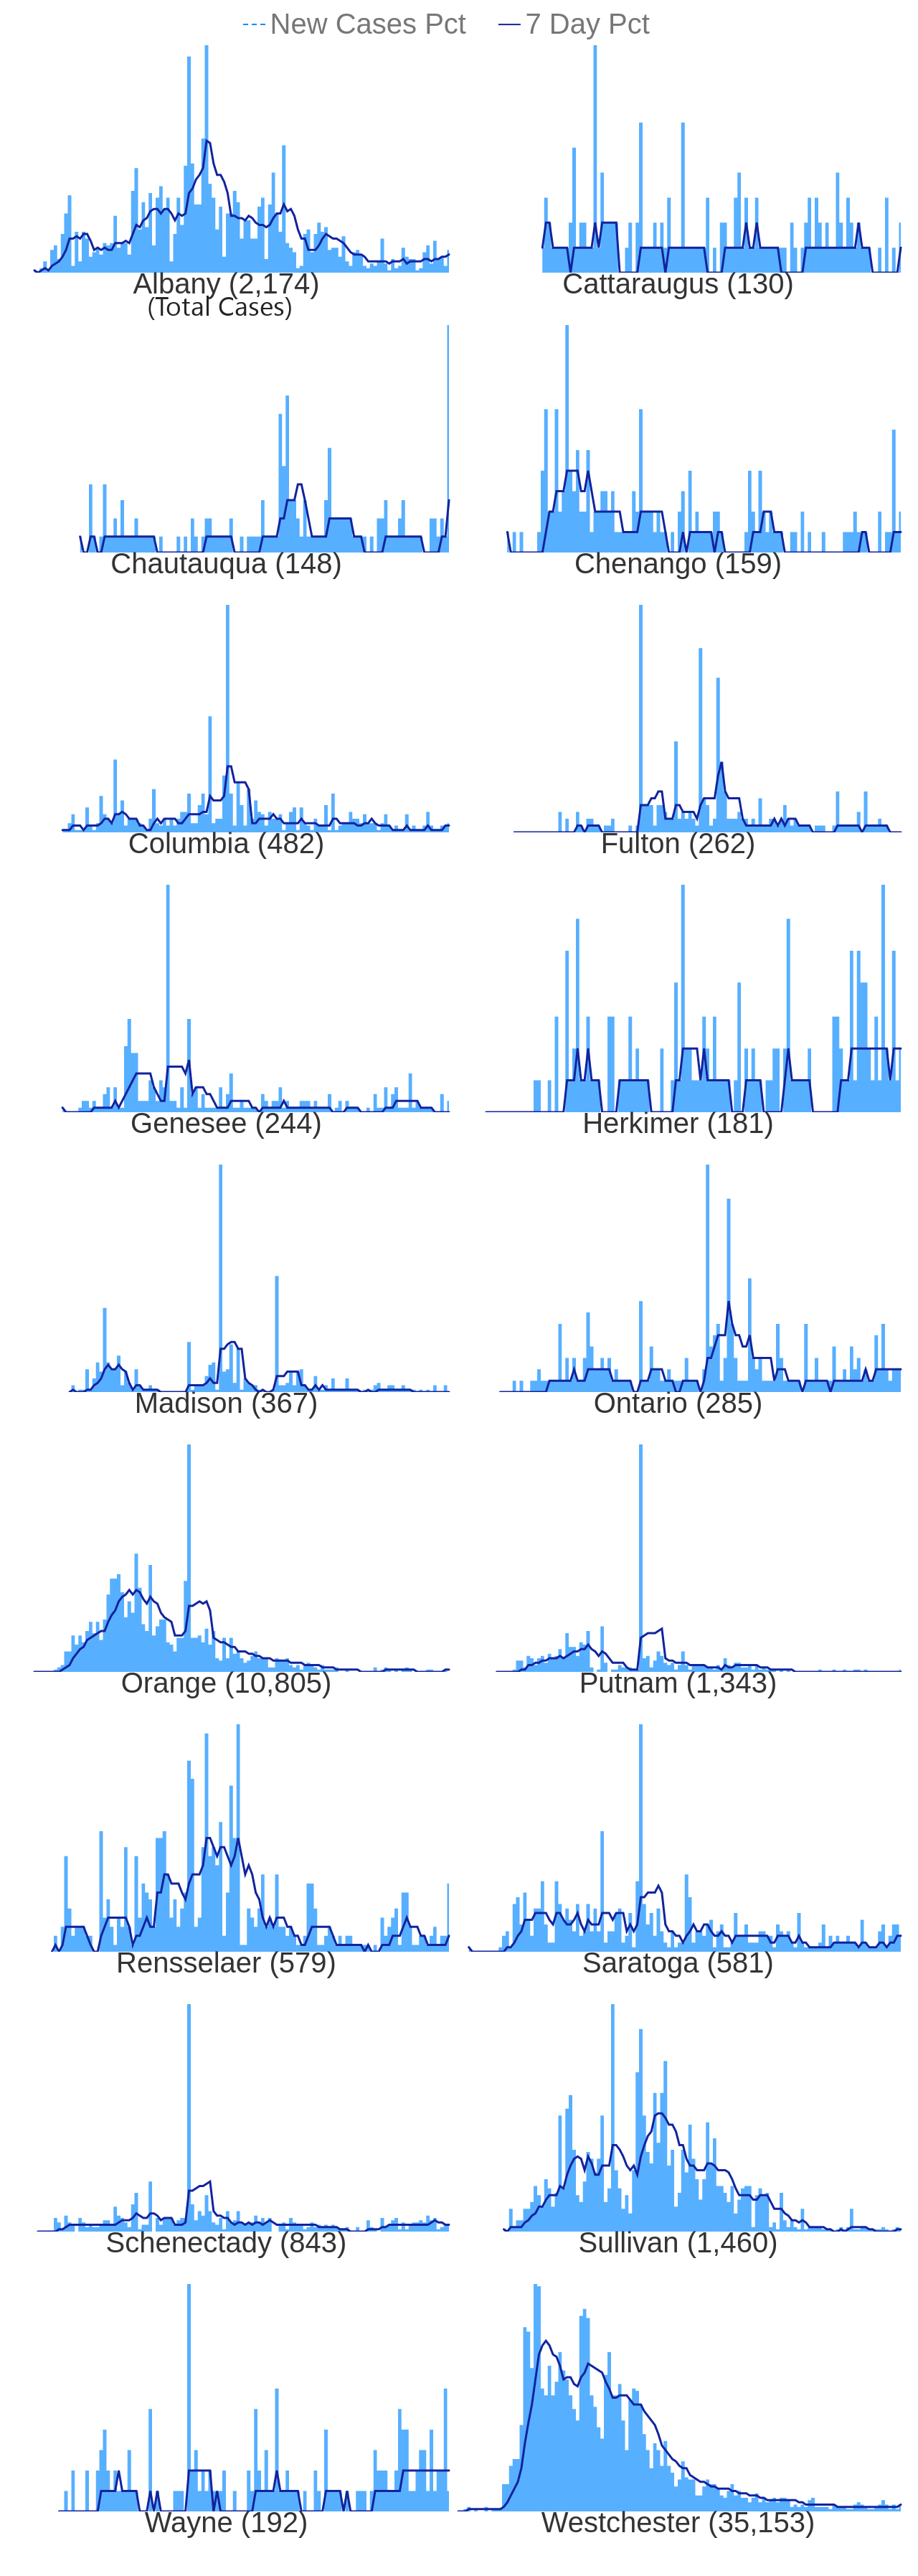 New Cases Pct 7 Day Pct
Albany (2,174) Cattaraugus (130)
(Total Cases)
Chautauqua (148) Chenango (159)
Columbia (482) Fulton (262)
Genesee (244) Herkimer (181)
Madison (367) Ontario (285)
Orange (10,805) Putnam (1,343)
Rensselaer (579) Saratoga (581)
Schenectady (843) Sullivan (1,460)
Wayne (192) Westchester (35,153)